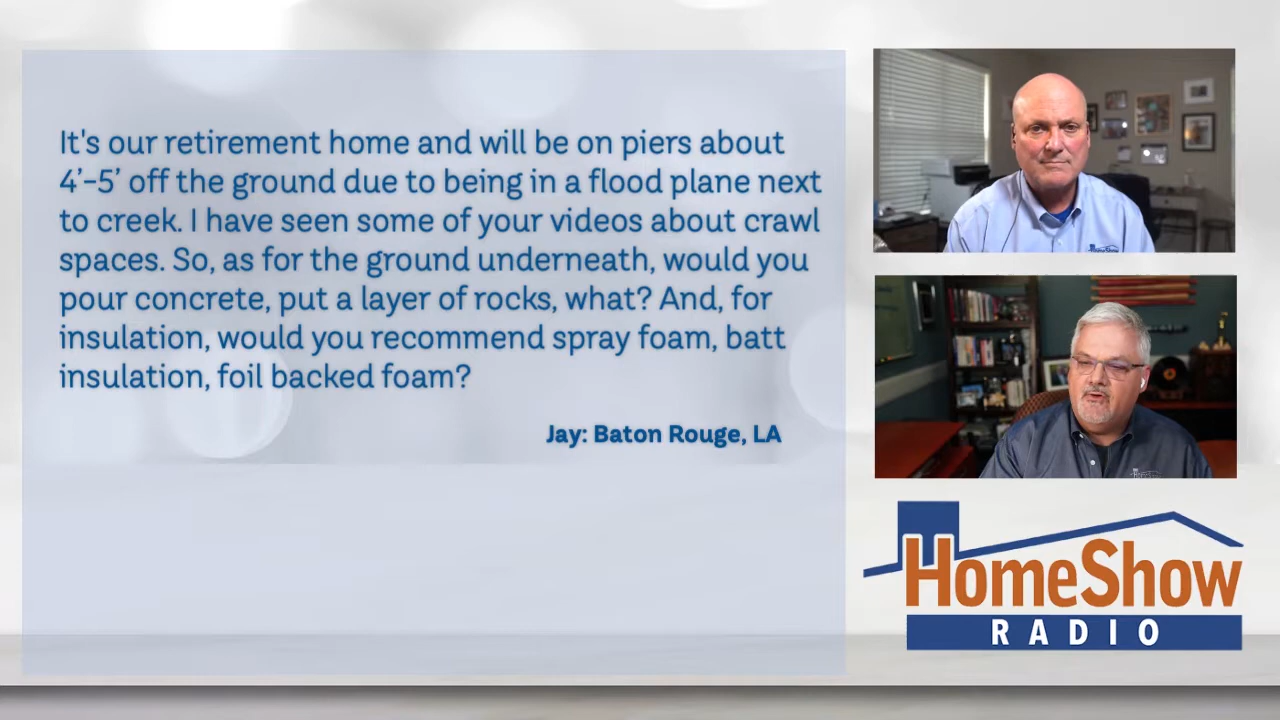 It's our retirement home and will be on piers about
4’-5’ off the ground due to being in a flood plane next
to creek. I have seen some of your videos about crawl
spaces. So, as for the ground underneath, would you
pour concrete, put a layer of rocks, what? And, for
insulation, would you recommend spray foam, batt
insulation, foil backed foam?
Jay: Baton Rouge, LA
HomeShow
RADIO